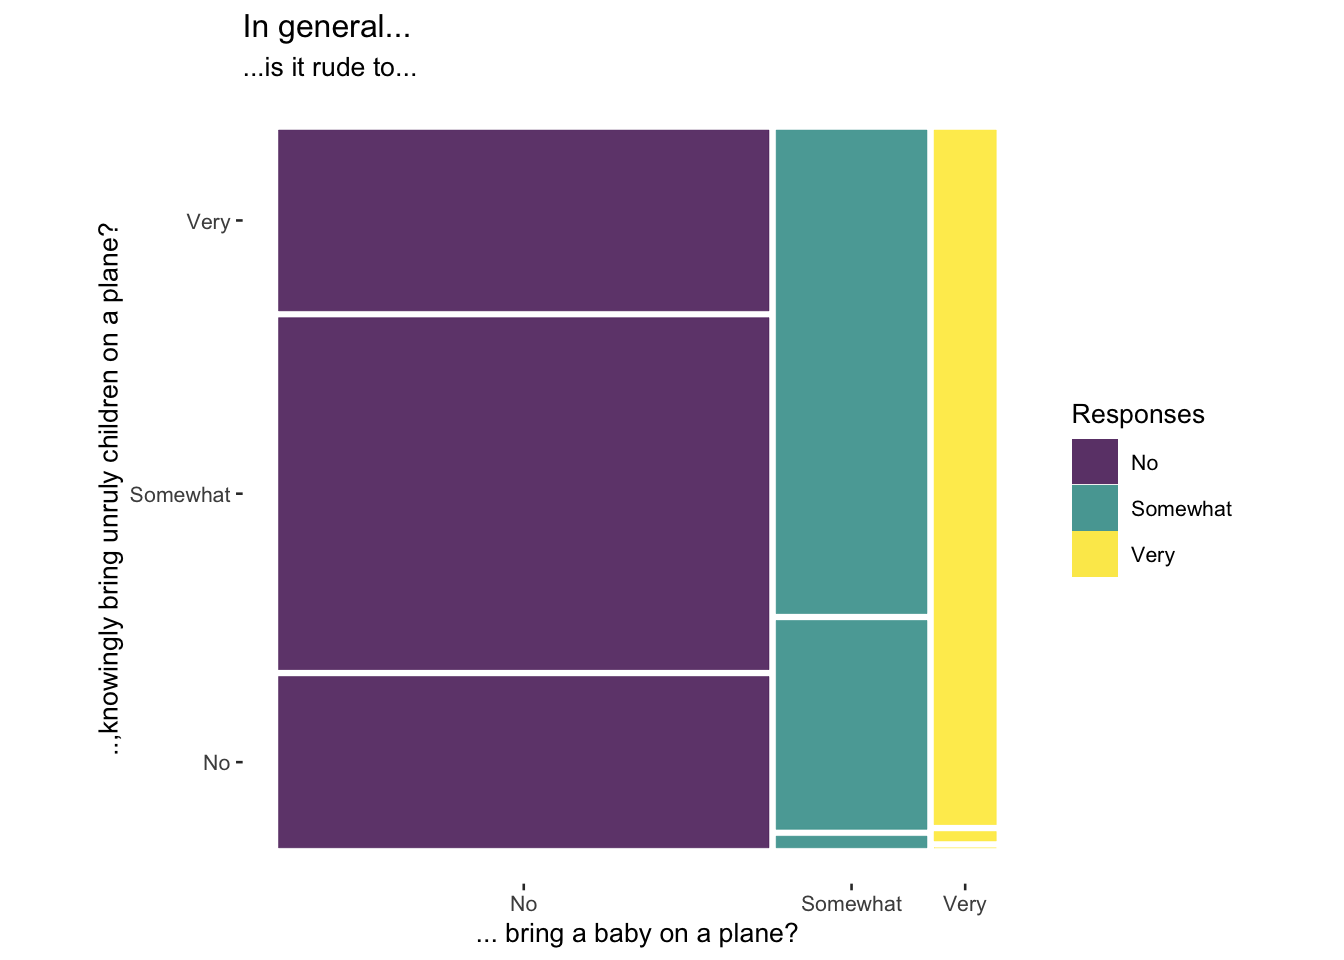 In general...
...is it rude to...
..,knowingly bring unruly children on a plane?
Very
Somewhat
No
No Somewhat Very
... bring a baby on a plane?
Responses
No
Somewhat
Very